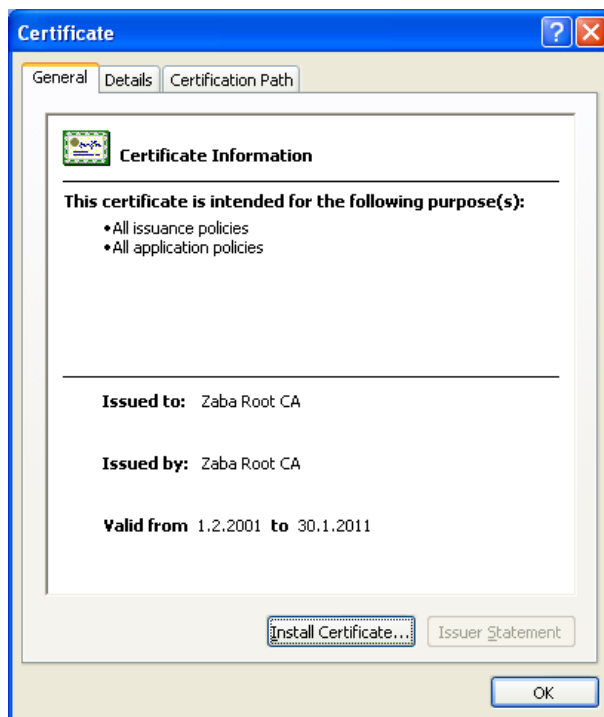 Certificate
General Details Certification Path
Certificate Information
This certificate is intended for the following purpose(s):
•All issuance policies
•All application policies
Issued to: Zaba Root CA
Issued by: Zaba Root CA
Valid from 1.2.2001 to 30.1.2011
Install Certificate... Issuer Statement
OK